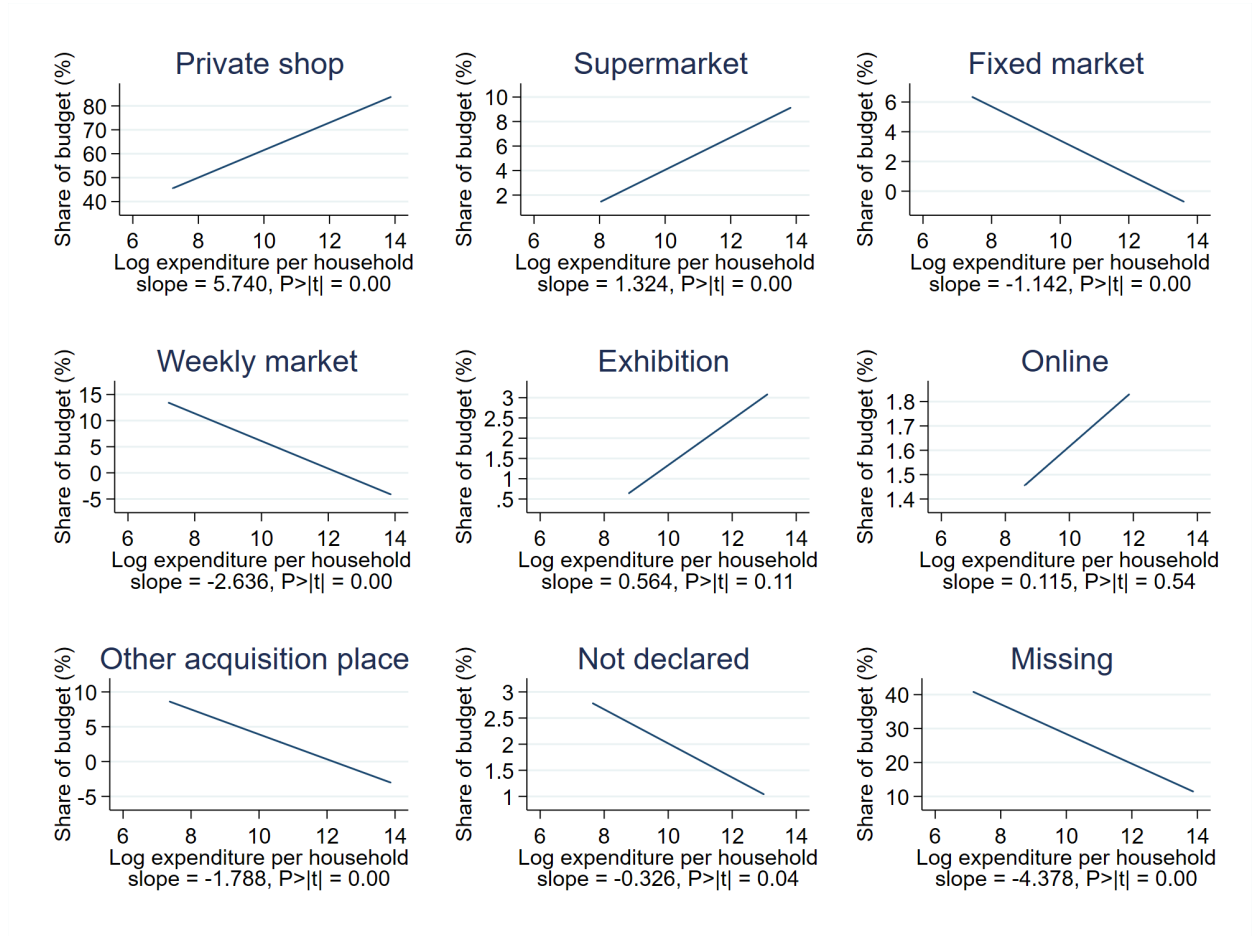 Private shop
Share of budget (%)
80
70
60
50
40
6 8 10 12 14
Log expenditure per household
slope = 5.740, P>|t| = 0.00
Supermarket
Share of budget (%)
10
8
6
4
2
6 8 10 12 14
Log expenditure per household
slope = 1.324, P>|t| = 0.00
Fixed market
Share of budget (%)
6
4
2
0
6 8 10 12 14
Log expenditure per household
slope = -1.142, P>|t| = 0.00
Weekly market
Share of budget (%)
15
10
5
0
-5
6 8 10 12 14
Log expenditure per household
slope = -2.636, P>|t| = 0.00
Exhibition
Share of budget (%)
3
2.5
2
1.5
1
.5
6 8 10 12 14
Log expenditure per household
slope = 0.564, P>|t| = 0.11
Online
Share of budget (%)
1.8
1.7
1.6
1.5
1.4
6 8 10 12 14
Log expenditure per household
slope = 0.115, P>|t| = 0.54
Other acquisition place
Share of budget (%)
10
5
0
-5
6 8 10 12 14
Log expenditure per household
slope = -1.788, P>|t| = 0.00
Not declared
Share of budget (%)
3
2.5
2
1.5
1
6 8 10 12 14
Log expenditure per household
slope = -0.326, P>|t| = 0.04
Missing
Share of budget (%)
40
30
20
10
6 8 10 12 14
Log expenditure per household
slope = -4.378, P>|t| = 0.00